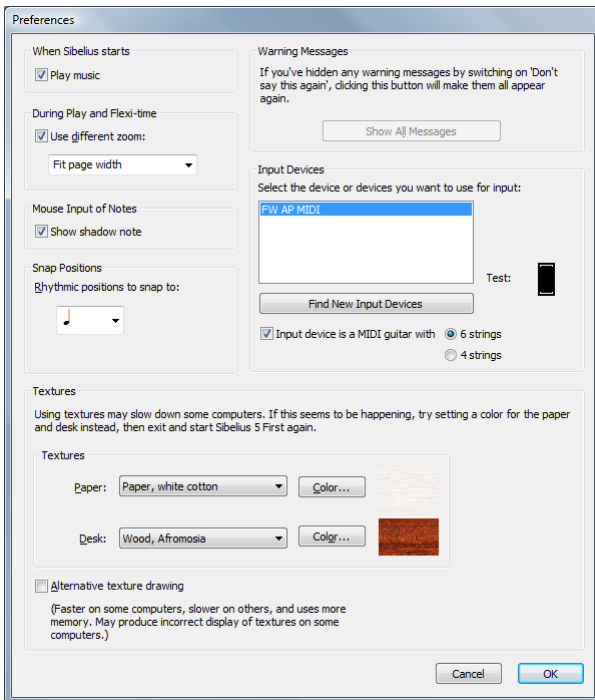 Preferences
When Sibelius starts
Play music
During Play and Flexi-time
Use different zoom:
Fit page width
Mouse Input of Notes
Show shadow note
Snap Positions
Rhythmic positions to snap to:
Warning Messages
If you've hidden any warning messages by switching on 'Don't
say this again', clicking this button will make them all appear
again.
Show All Messages
Input Devices
Select the device or devices you want to use for input:
FW AP MIDI
Test:
Find New Input Devices
Input device is a MIDI guitar with
6 strings
4 strings
Textures
Using textures may slow down some computers. If this seems to be happening, try setting a color for the paper
and desk instead, then exit and start Sibelius 5 First again.
Textures
Paper: Paper, white cotton Color...
Desk: Wood, Afromosia Color...
Alternative texture drawing
(Faster on some computers, slower on others, and uses more
memory. May produce incorrect display of textures on some
computers.)
Cancel OK